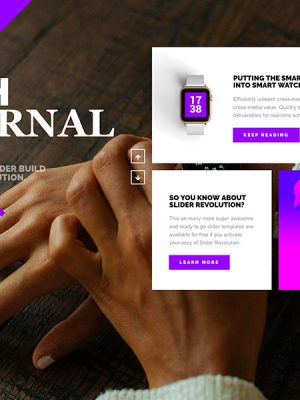 H
RNAL
DER BUILD
UTION.
17
38
PUTTING THE SMAR
INTO SMART WATCH
Efficiently unleash cross-med
cross-media value. Quickly m
deliverables for real-time sch
KEEP READING
SO YOU KNOW ABOUT
SLIDER REVOLUTION?
This an many more super awesome
and ready to go slider templates are
available for free if you activate
your copy of Slider Revolution.
LEARN MORE